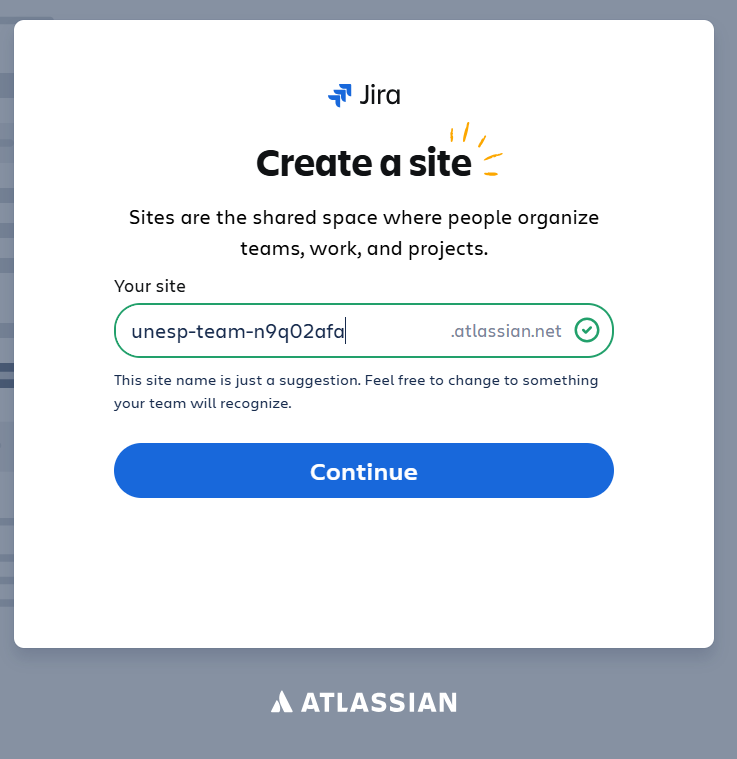 Jira
Create a site
Sites are the shared space where people organize
teams, work, and projects.
Your site
unesp-team-n9q02afa .atlassian.net
This site name is just a suggestion. Feel free to change to something
your team will recognize.
Continue
ATLASSIAN